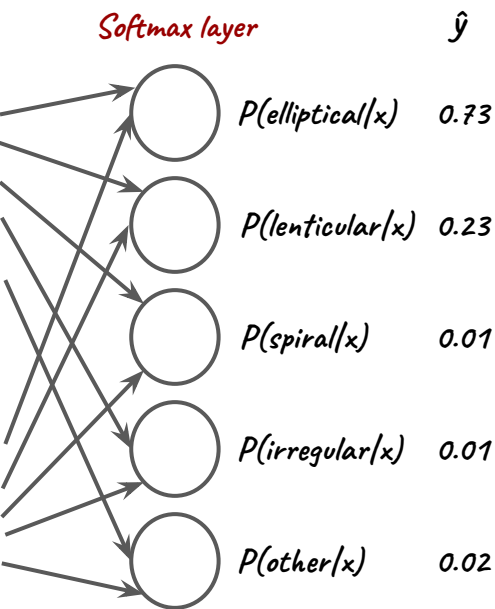 Softmax layer ŷ
P(elliptical|x) 0.73
P(lenticular|x) 0.23
P(spiral|x) 0.01
P(irregular|x) 0.01
P(other|x) 0.02